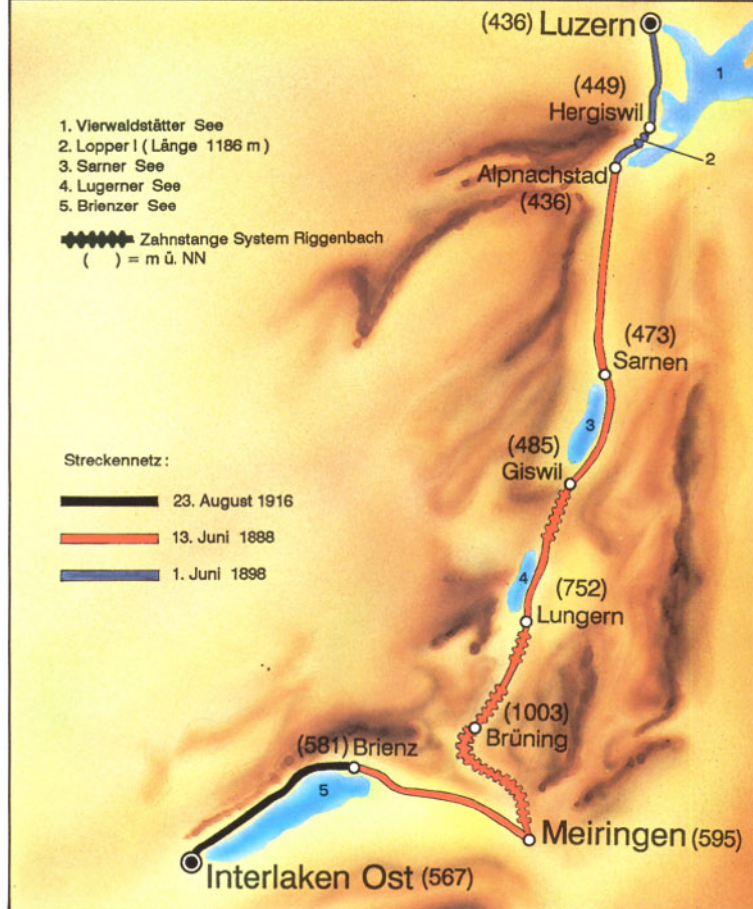 (436) Luzern
1
(449)
Hergiswil
2
1. Vierwaldstätter See
2. Lopper I ( Länge 1186 m )
3. Sarner See
4. Lugerner See
5. Brienzer See
Zahnstange System Riggenbach
( ) = m ü. NN
Alpnachstad
(436)
(473)
Sarnen
3
(485)
Giswil
Streckennetz :
23. August 1916
13. Juni 1888
1. Juni 1898
4
(752)
Lungern
(1003)
Brüning
(581) Brienz
5
Meiringen (595)
Interlaken Ost (567)